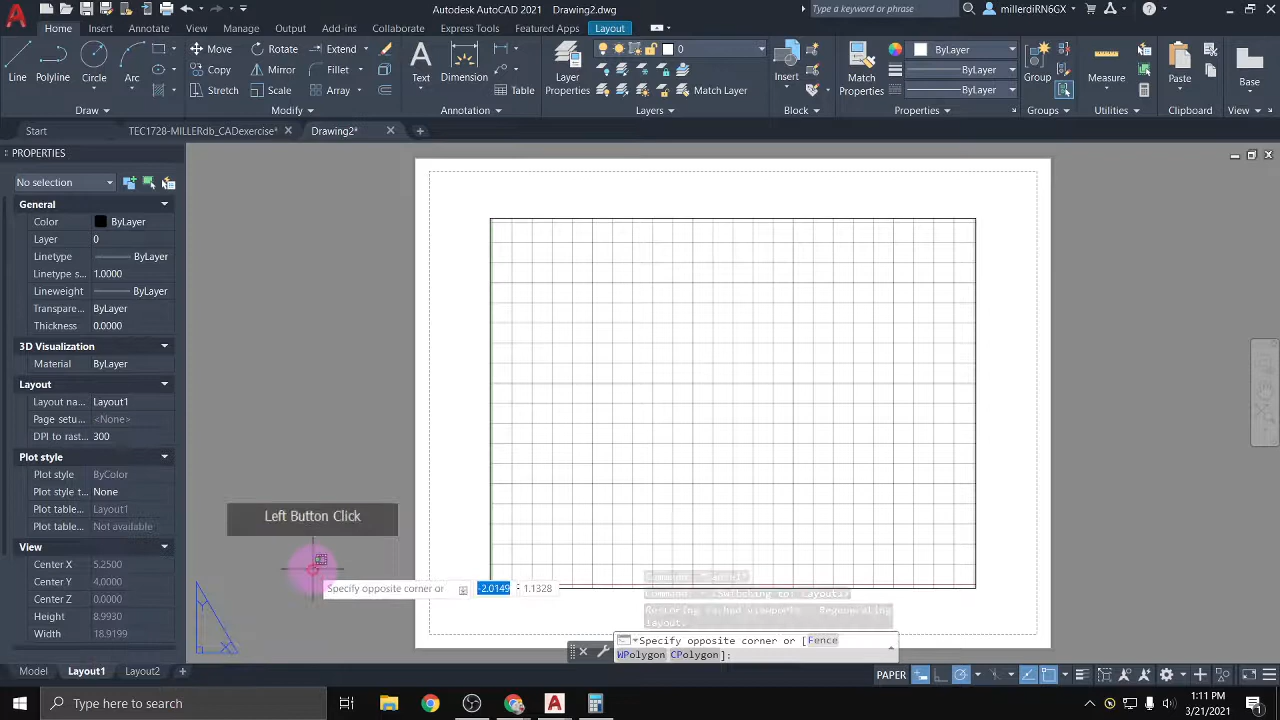 Autodesk AutoCAD 2021 Drawing2.dwg
Type a keyword or phrase
millerdiRN6GX
Home Insert Annotate View Manage Output Add-ins Collaborate Express Tools Featured Apps Layout
Move Rotate Extend
Copy Mirror Fillet
Stretch Scale Array
Line Polyline Circle Arc
Text Dimension
Table
Layer
Properties
0
Match Layer
Insert
Match
Properties
ByLayer
ByLayer
ByLayer
Group
Measure
Paste
Base
Draw Modify Annotation Layers Block Properties Groups Utilities Clipboard View
Start TEC1728-MILLERdb_CADexercise* Drawing2*
PROPERTIES
No selection
General
Color ByLayer
Layer 0
Linetype ByLayer
Linetype s... 1.0000
Lineweight ByLayer
Transpare... ByLayer
Thickness 0.0000
3D Visualization
Material ByLayer
Layout
Layout na... Layout1
Page setu... <None>
DPI to rast... 300
Plot style
Plot style ByColor
Plot style t... None
Plot table... Layout1
Plot table... Not available
View
Center X 5.2500
Center Y 4.0000
Center Z 0.0000
Height 8.9930
Width 18.9199
Left Button Click
Specify opposite corner or -2.0149 1.1328
Y
X
Restoring cached viewports - Regenerating
layout.
Specify opposite corner or [Fence
WPolygon CPolygon]:
Model Layout1 Layout2
PAPER
Type here to search
1:11 PM
3/21/2021